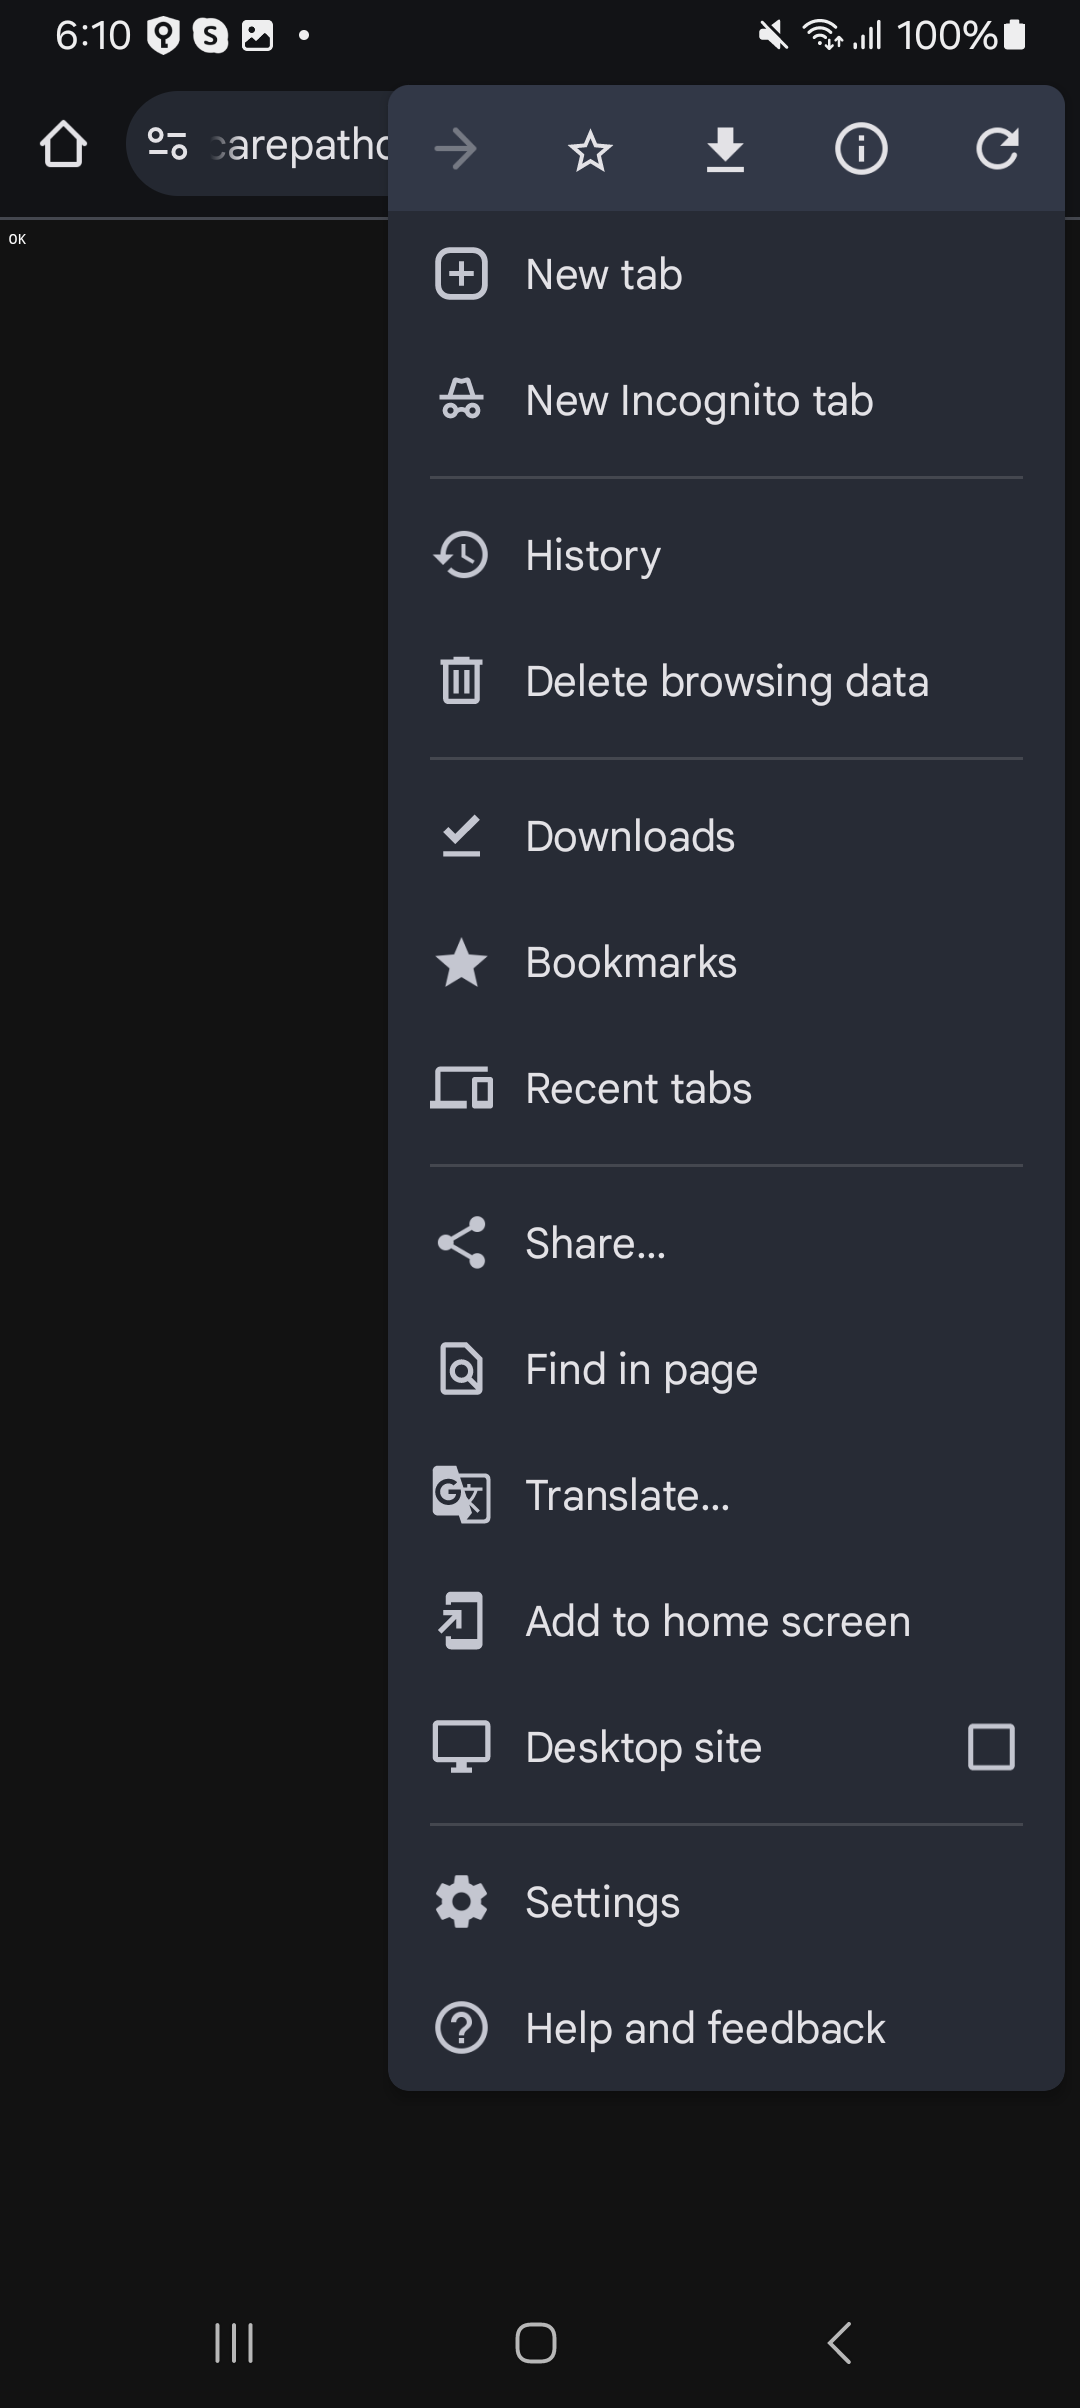 6:10 100%
carepath
OK
New tab
New Incognito tab
History
Delete browsing data
Downloads
Bookmarks
Recent tabs
Share...
Find in page
Translate...
Add to home screen
Desktop site
Settings
Help and feedback